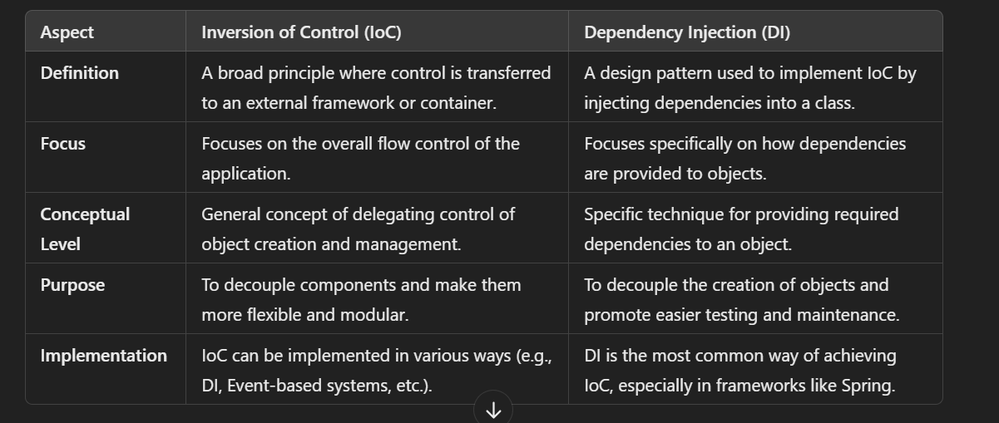 Aspect Inversion of Control (IoC) Dependency Injection (DI)
Definition A broad principle where control is transferred A design pattern used to implement IoC by
to an external framework or container. injecting dependencies into a class.
Focus Focuses on the overall flow control of the Focuses specifically on how dependencies
application. are provided to objects.
Conceptual General concept of delegating control of Specific technique for providing required
Level object creation and management. dependencies to an object.
Purpose To decouple components and make them To decouple the creation of objects and
more flexible and modular. promote easier testing and maintenance.
Implementation IoC can be implemented in various ways (e.g., DI is the most common way of achieving
DI, Event-based systems, etc.). IoC, especially in frameworks like Spring.